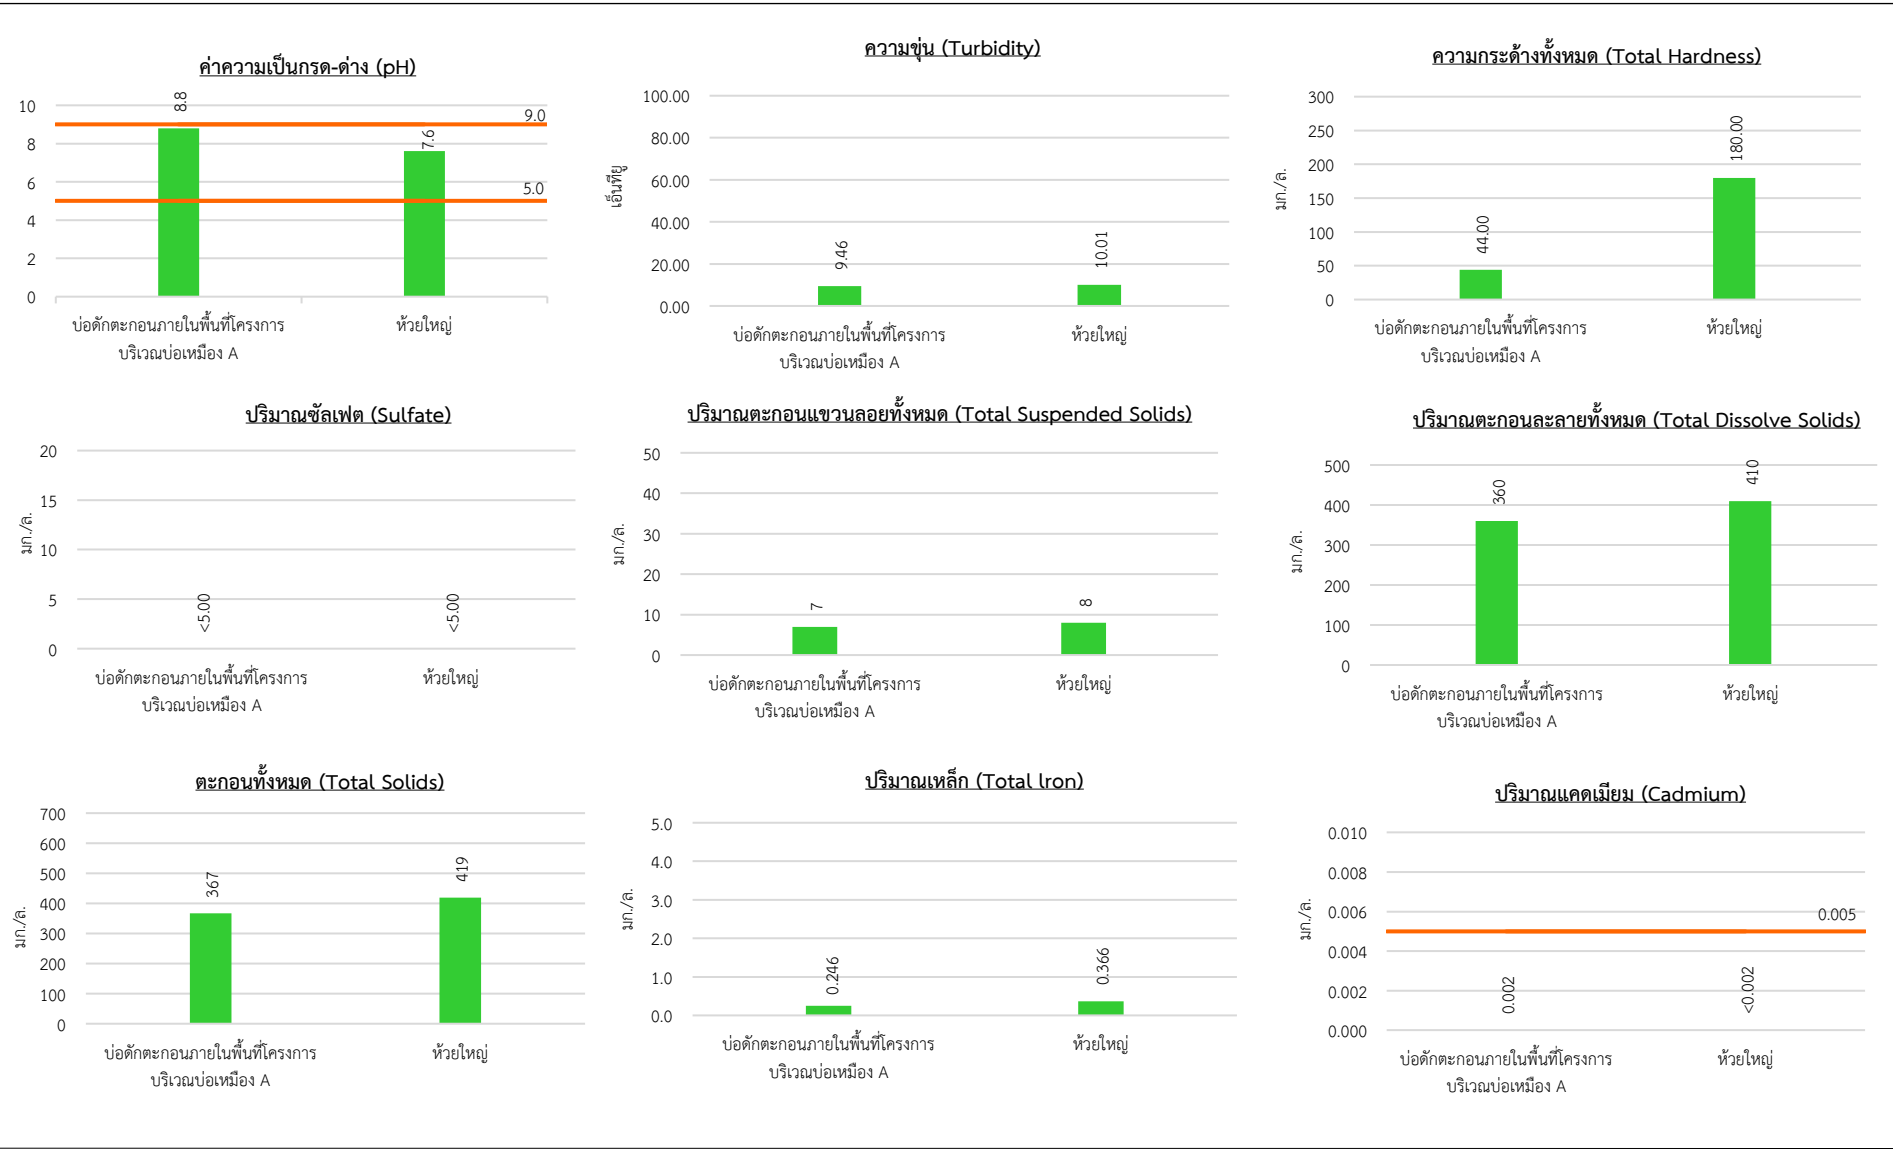 ค่าความเป็นกรด-ด่าง (pH)
10
8
6
4
2
0
8.8
7.6
9.0
5.0
บ่อดักตะกอนภายในพื้นที่โครงการ
บริเวณบ่อเหมือง A
ห้วยใหญ่
ความขุ่น (Turbidity)
เอ็นทียู
100.00
80.00
60.00
40.00
20.00
0.00
9.46
10.01
บ่อดักตะกอนภายในพื้นที่โครงการ
บริเวณบ่อเหมือง A
ห้วยใหญ่
ความกระด้างทั้งหมด (Total Hardness)
มก./ล.
300
250
200
150
100
50
0
44.00
180.00
บ่อดักตะกอนภายในพื้นที่โครงการ
บริเวณบ่อเหมือง A
ห้วยใหญ่
ปริมาณซัลเฟต (Sulfate)
มก./ล.
20
15
10
5
0
<5.00
<5.00
บ่อดักตะกอนภายในพื้นที่โครงการ
บริเวณบ่อเหมือง A
ห้วยใหญ่
ปริมาณตะกอนแขวนลอยทั้งหมด (Total Suspended Solids)
มก./ล.
50
40
30
20
10
0
7
8
บ่อดักตะกอนภายในพื้นที่โครงการ
บริเวณบ่อเหมือง A
ห้วยใหญ่
ปริมาณตะกอนละลายทั้งหมด (Total Dissolve Solids)
มก./ล.
500
400
300
200
100
0
360
410
บ่อดักตะกอนภายในพื้นที่โครงการ
บริเวณบ่อเหมือง A
ห้วยใหญ่
ตะกอนทั้งหมด (Total Solids)
มก./ล.
700
600
500
400
300
200
100
0
367
419
บ่อดักตะกอนภายในพื้นที่โครงการ
บริเวณบ่อเหมือง A
ห้วยใหญ่
ปริมาณเหล็ก (Total lron)
มก./ล.
5.0
4.0
3.0
2.0
1.0
0.0
0.246
0.366
บ่อดักตะกอนภายในพื้นที่โครงการ
บริเวณบ่อเหมือง A
ห้วยใหญ่
ปริมาณแคดเมียม (Cadmium)
มก./ล.
0.010
0.008
0.006
0.004
0.002
0.000
0.005
0.002
<0.002
บ่อดักตะกอนภายในพื้นที่โครงการ
บริเวณบ่อเหมือง A
ห้วยใหญ่